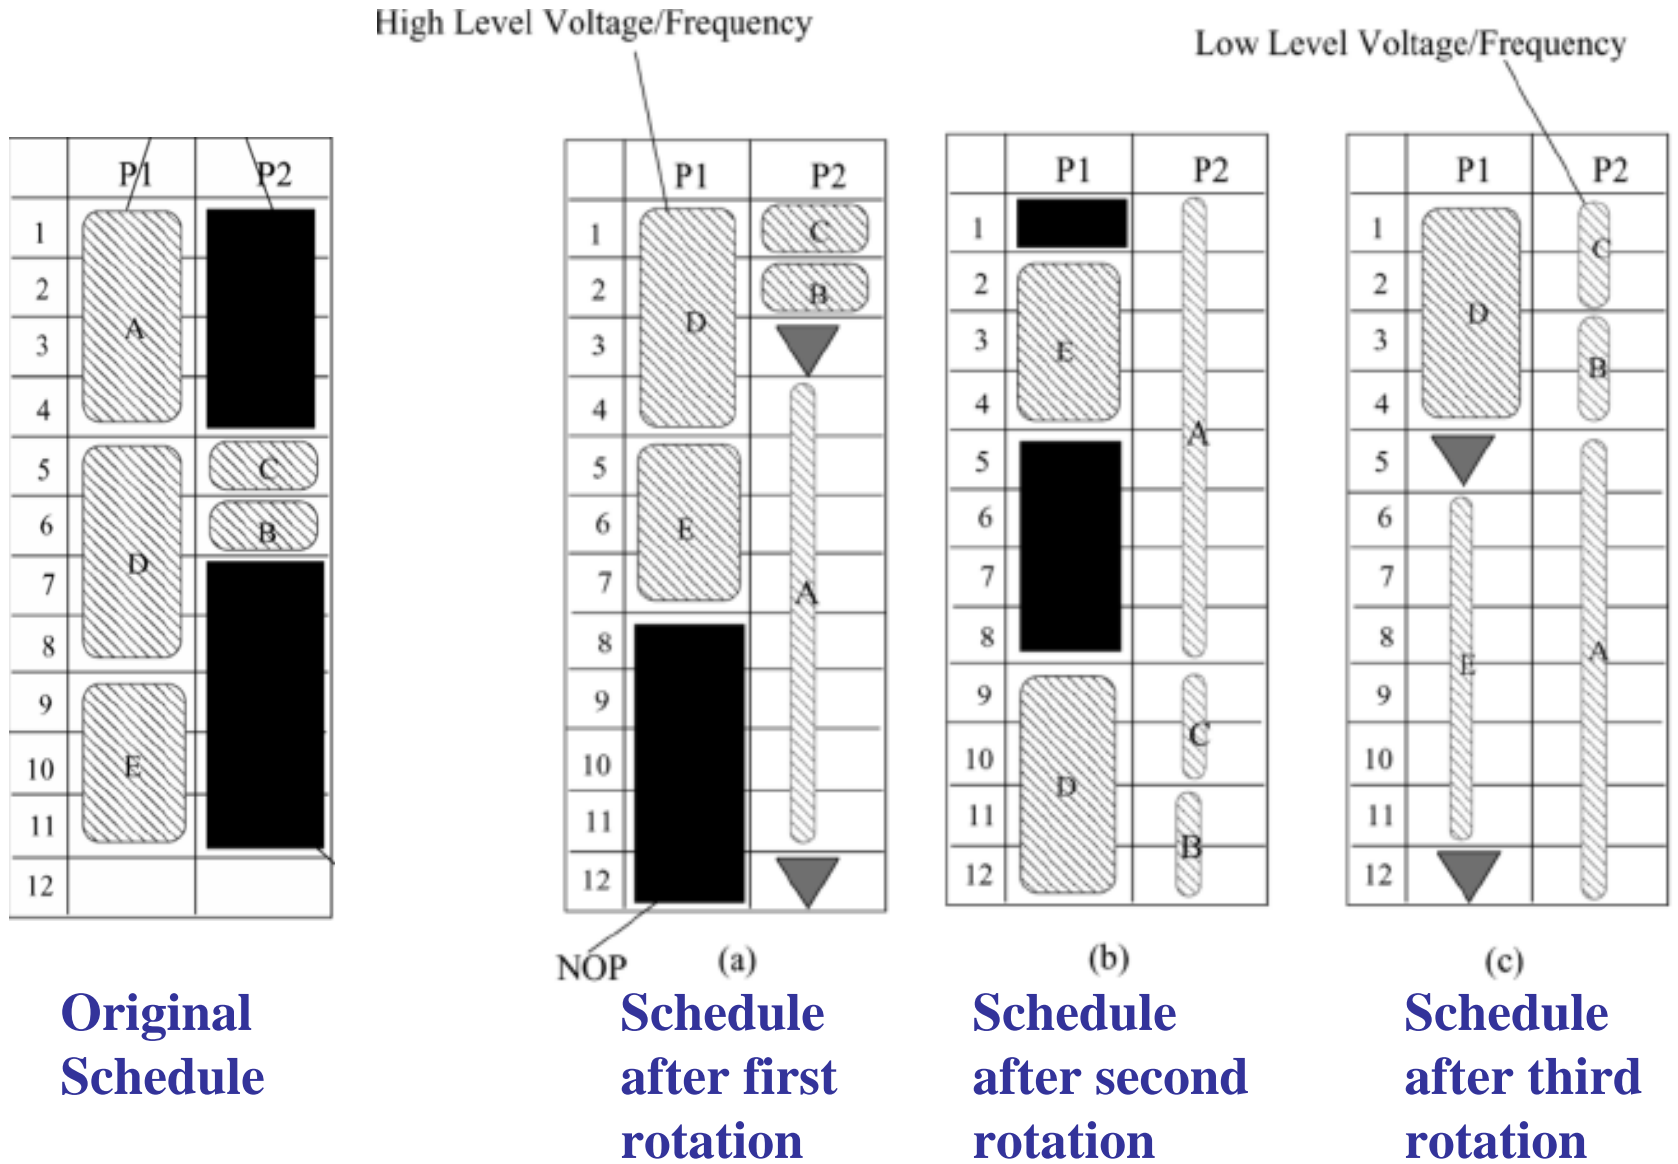 High Level Voltage/Frequency
Low Level Voltage/Frequency
P1 P2
1
2
3
4
5
6
7
8
9
10
11
12
A
C
B
D
E
P1 P2
1
2
3
4
5
6
7
8
9
10
11
12
C
B
D
E
A
NOP
(a)
P1 P2
1
2
3
4
5
6
7
8
9
10
11
12
E
A
C
D
B
(b)
P1 P2
1
2
3
4
5
6
7
8
9
10
11
12
C
D
B
A
E
(c)
Original
Schedule
Schedule
after first
rotation
Schedule
after second
rotation
Schedule
after third
rotation